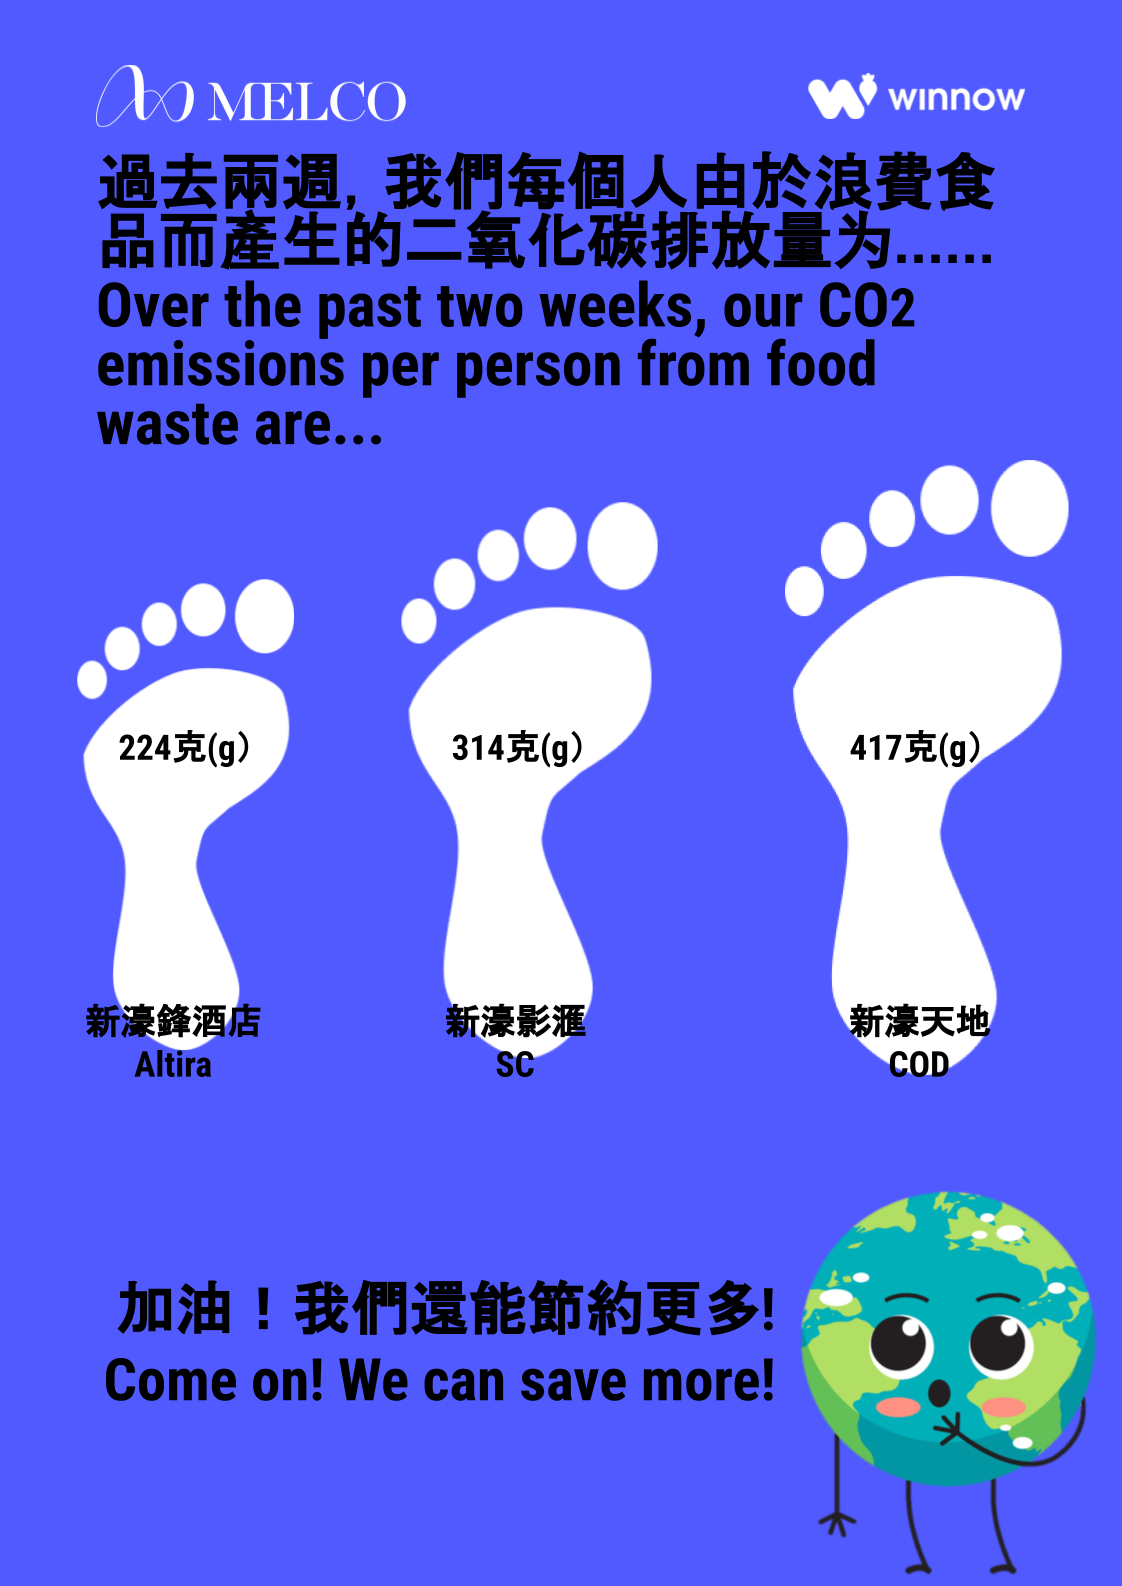 MELCO
winnow
過去兩週，我們每個人由於浪費食
品而產生的二氧化碳排放量为......
Over the past two weeks, our CO2
emissions per person from food
waste are...
224克(g）
314克(g）
417克(g）
新濠鋒酒店
Altira
新濠影滙
SC
新濠天地
COD
加油！我們還能節約更多!
Come on! We can save more!